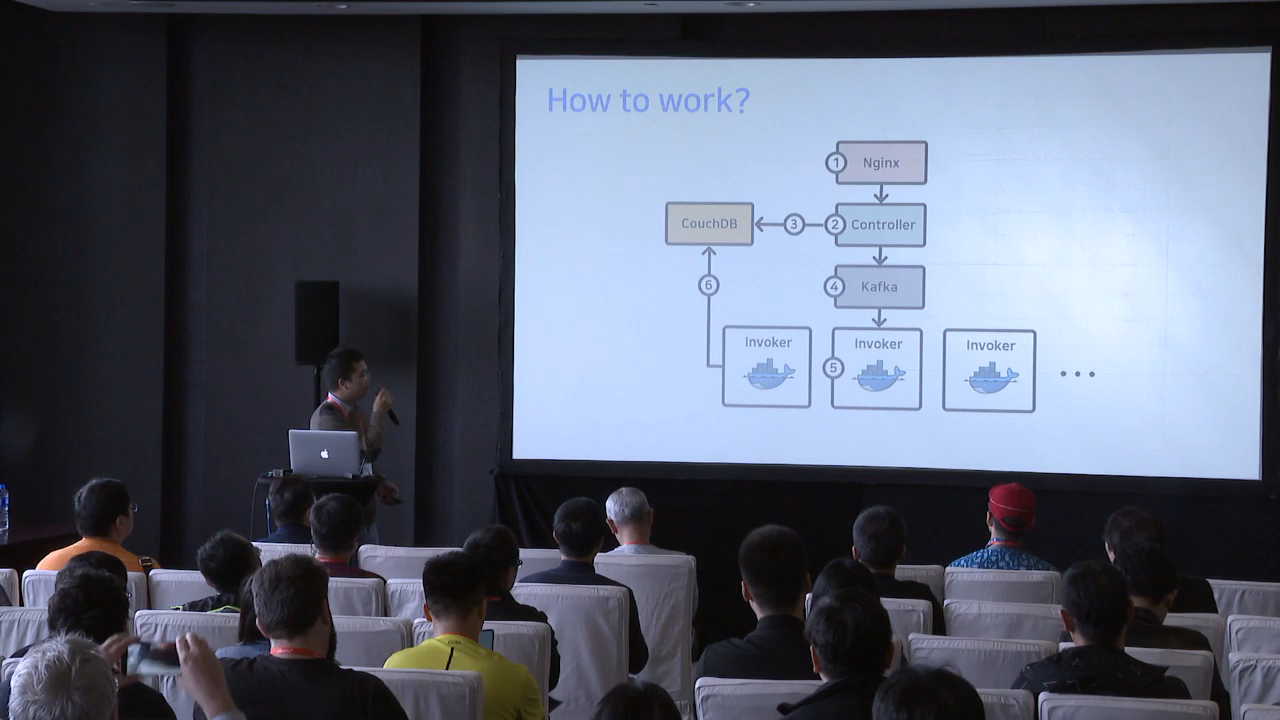 How to work?
1 Nginx
CouchDB 3 2 Controller
6 4 Kafka
Invoker 5 Invoker Invoker
...